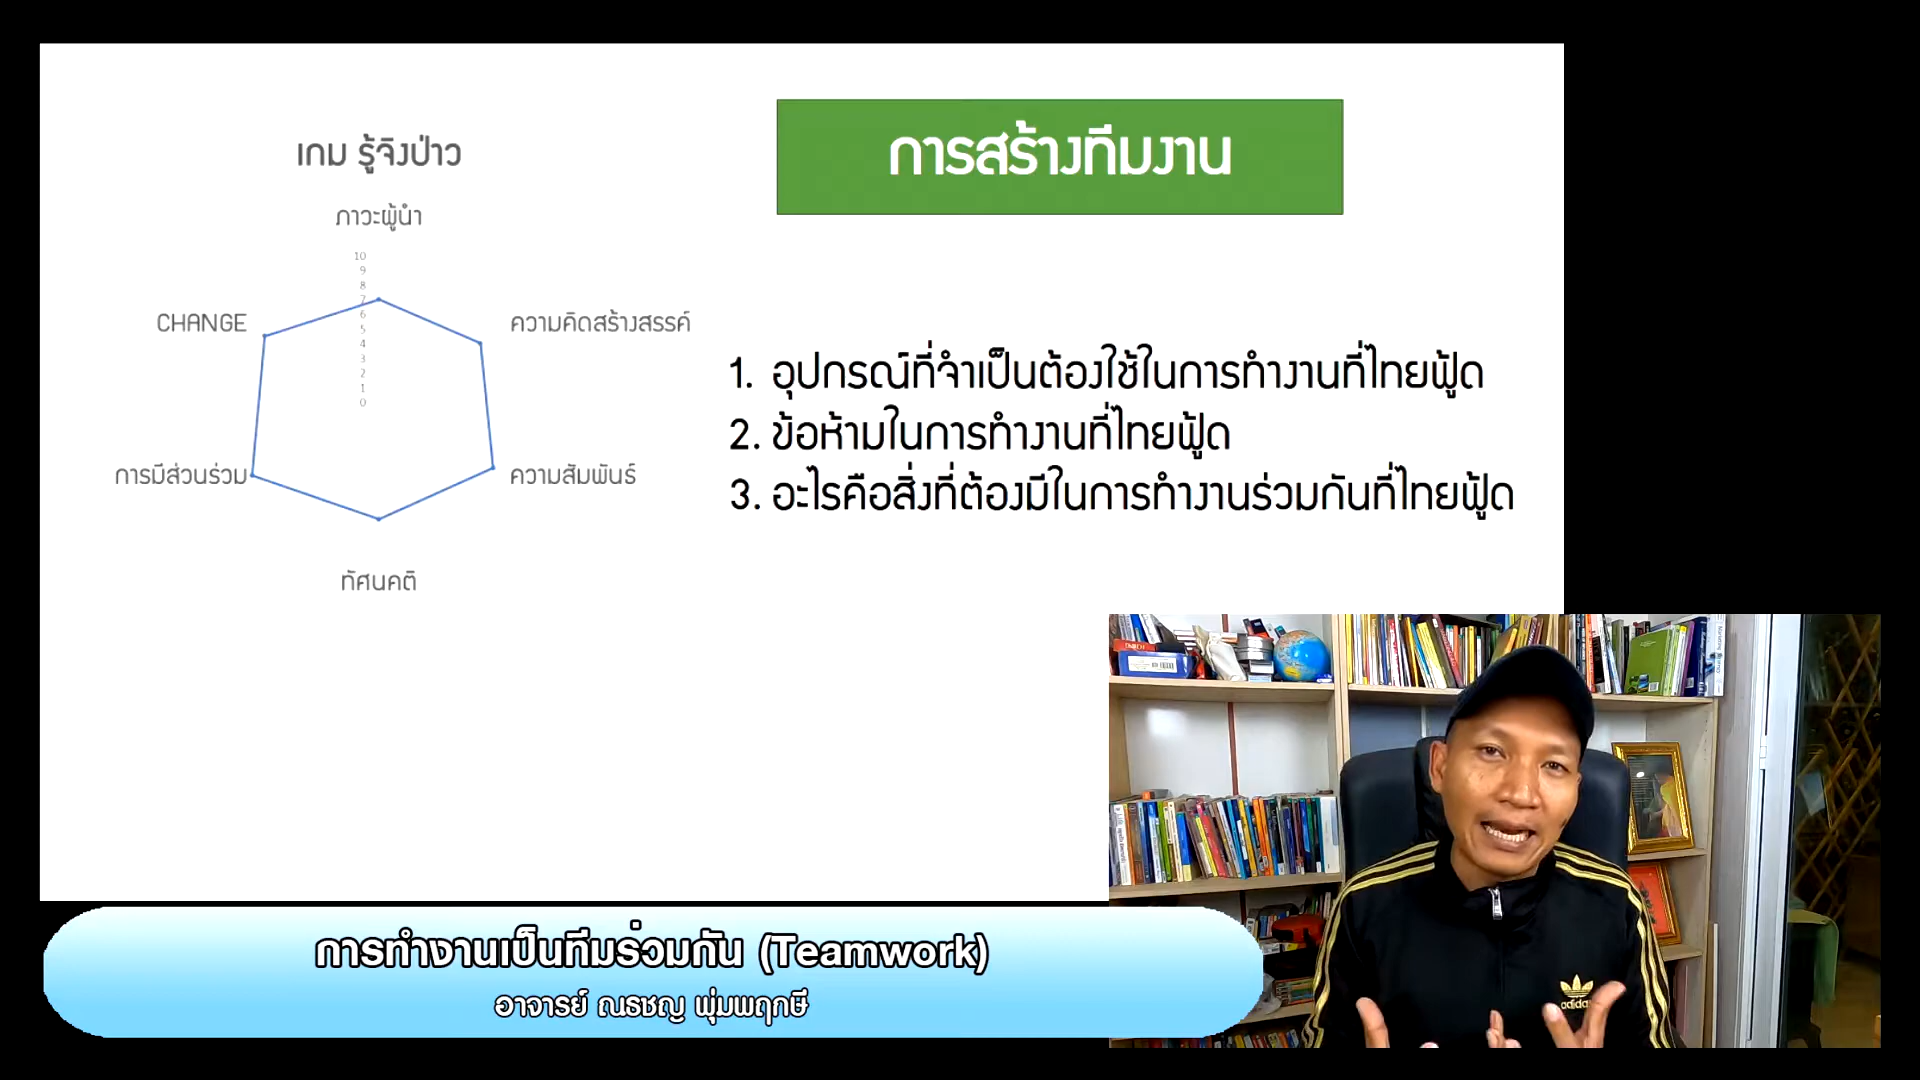 เกม รู้จิงป่าว
ภาวะผู้นำ
10
9
8
7
6
5
4
3
2
1
0
CHANGE
ความคิดสร้างสรรค์
การมีส่วนร่วม
ความสัมพันธ์
ทัศนคติ
การสร้างทีมงาน
1. อุปกรณ์ที่จำเป็นต้องใช้ในการทำงานที่ไทยฟู้ด
2. ข้อห้ามในการทำงานที่ไทยฟู้ด
3. อะไรคือสิ่งที่ต้องมีในการทำงานร่วมกันที่ไทยฟู้ด
การทำงานเป็นทีมร่วมกัน (Teamwork)
อาจารย์ ณธชญ พุ่มพฤกษี
adidas